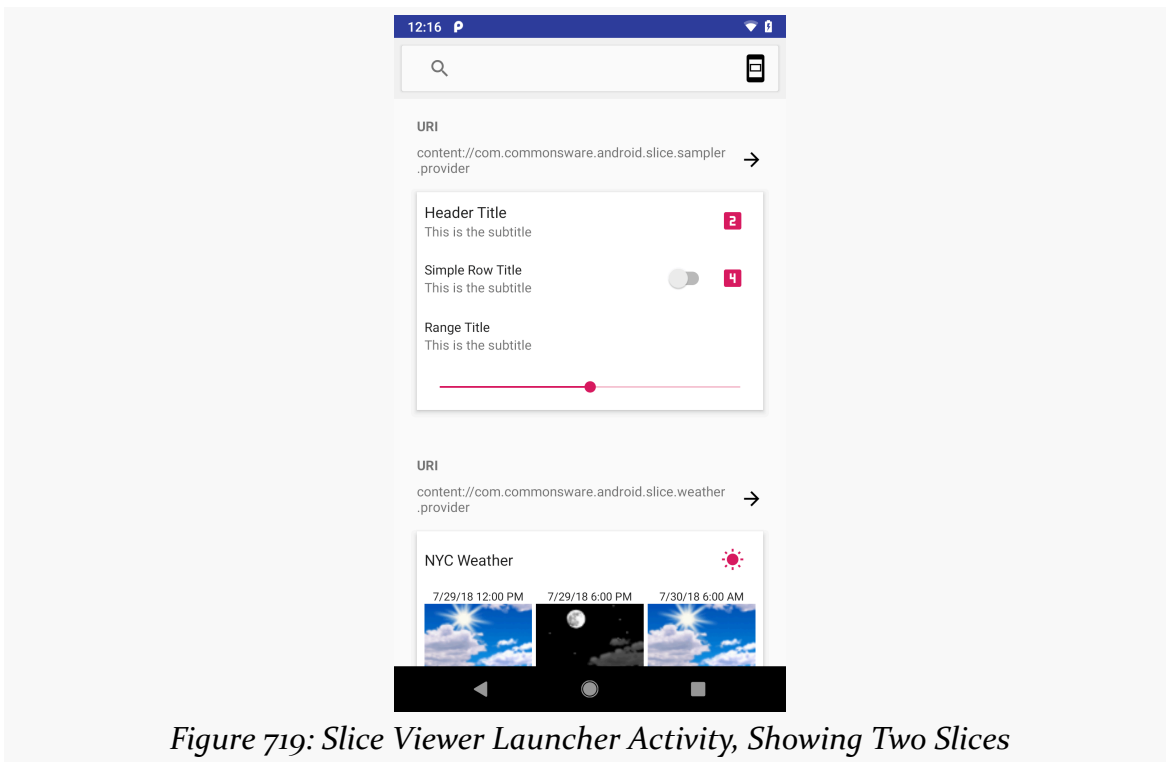 12:16
URI
content://com.commonsware.android.slice.sampler
.provider
Header Title
2
This is the subtitle
Simple Row Title
4
This is the subtitle
Range Title
This is the subtitle
URI
content://com.commonsware.android.slice.weather
.provider
NYC Weather
7/29/18 12:00 PM 7/29/18 6:00 PM 7/30/18 6:00 AM
Figure 719: Slice Viewer Launcher Activity, Showing Two Slices